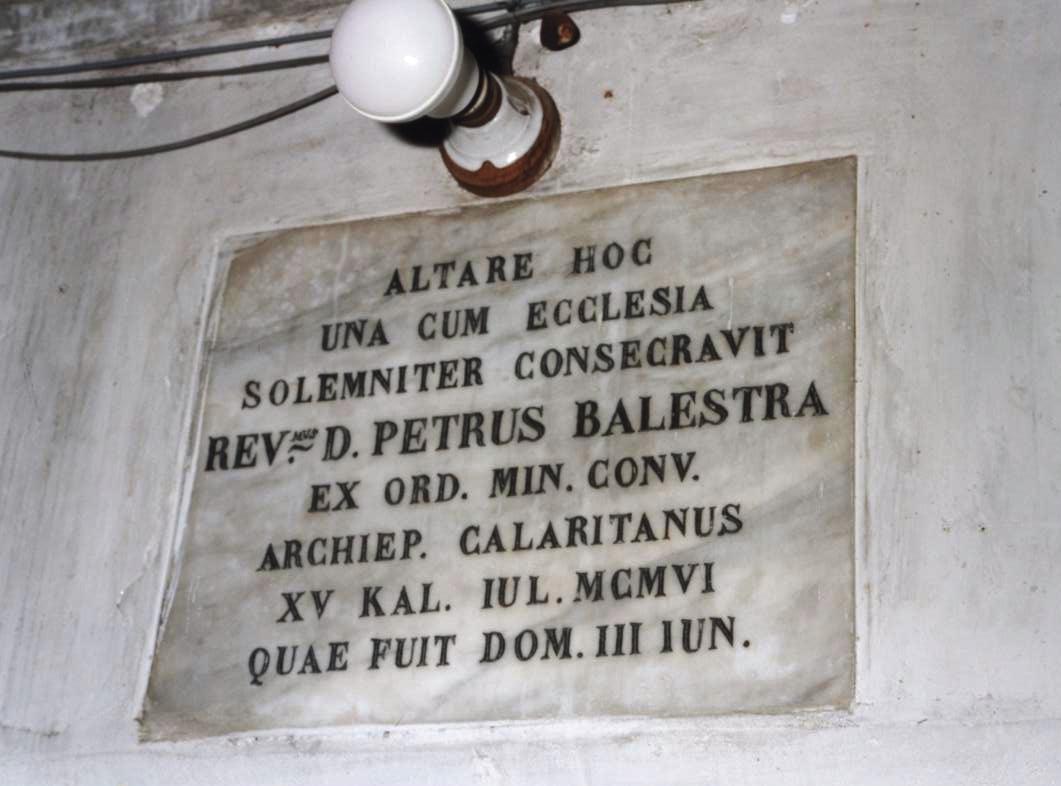 ALTARE HOC
UNA CUM ECCLESIA
SOLEMNITER CONSECRAVIT
REV.MUS D. PETRUS BALESTRA
EX ORD. MIN. CONV.
ARCHIEP. CALARITANUS
XV KAL. IUL. MCMVI
QUAE FUIT DOM. III IUN.